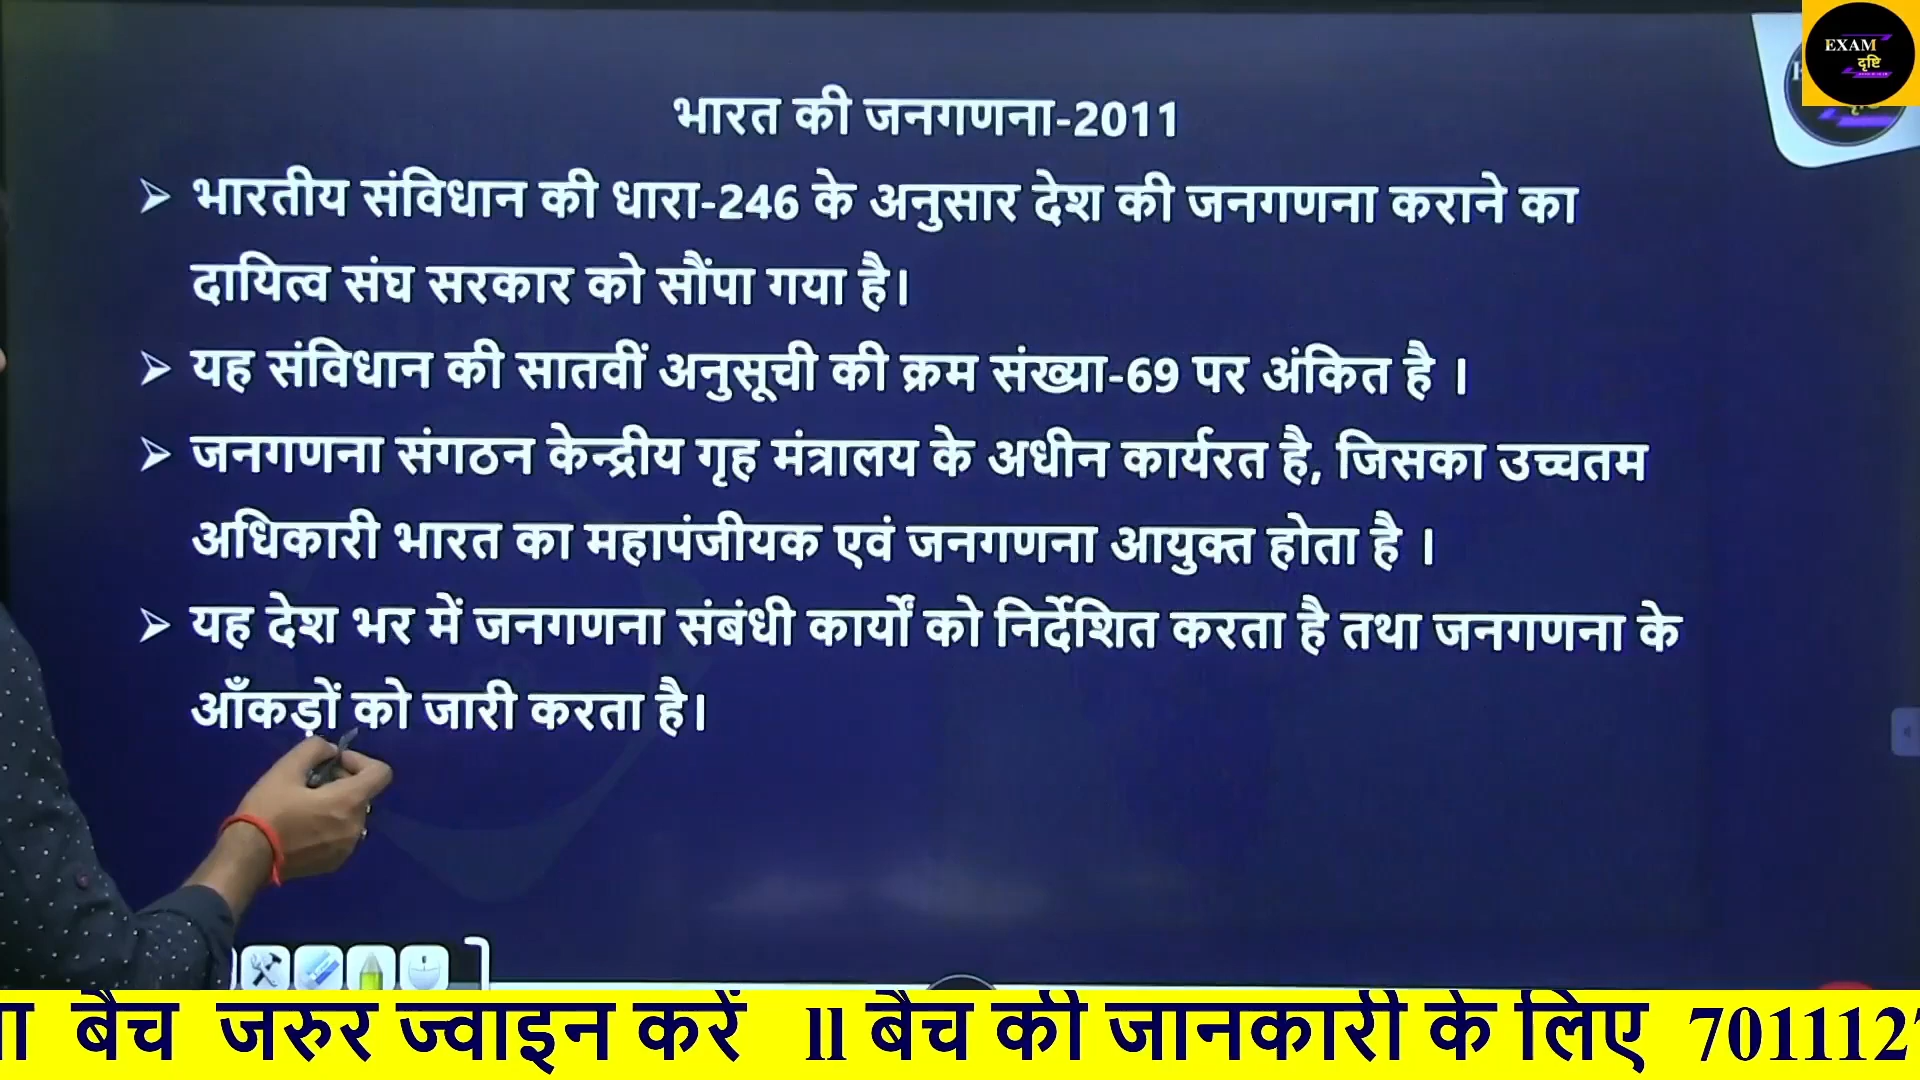 EXAM
दृष्टि
भारत की जनगणना-2011
➢ भारतीय संविधान की धारा-246 के अनुसार देश की जनगणना कराने का
दायित्व संघ सरकार को सौंपा गया है।
➢ यह संविधान की सातवीं अनुसूची की क्रम संख्या-69 पर अंकित है ।
➢ जनगणना संगठन केन्द्रीय गृह मंत्रालय के अधीन कार्यरत है, जिसका उच्चतम
अधिकारी भारत का महापंजीयक एवं जनगणना आयुक्त होता है ।
➢ यह देश भर में जनगणना संबंधी कार्यों को निर्देशित करता है तथा जनगणना के
आँकड़ों को जारी करता है।
बैच जरुर ज्वाइन करें ll बैच की जानकारी के लिए 701112